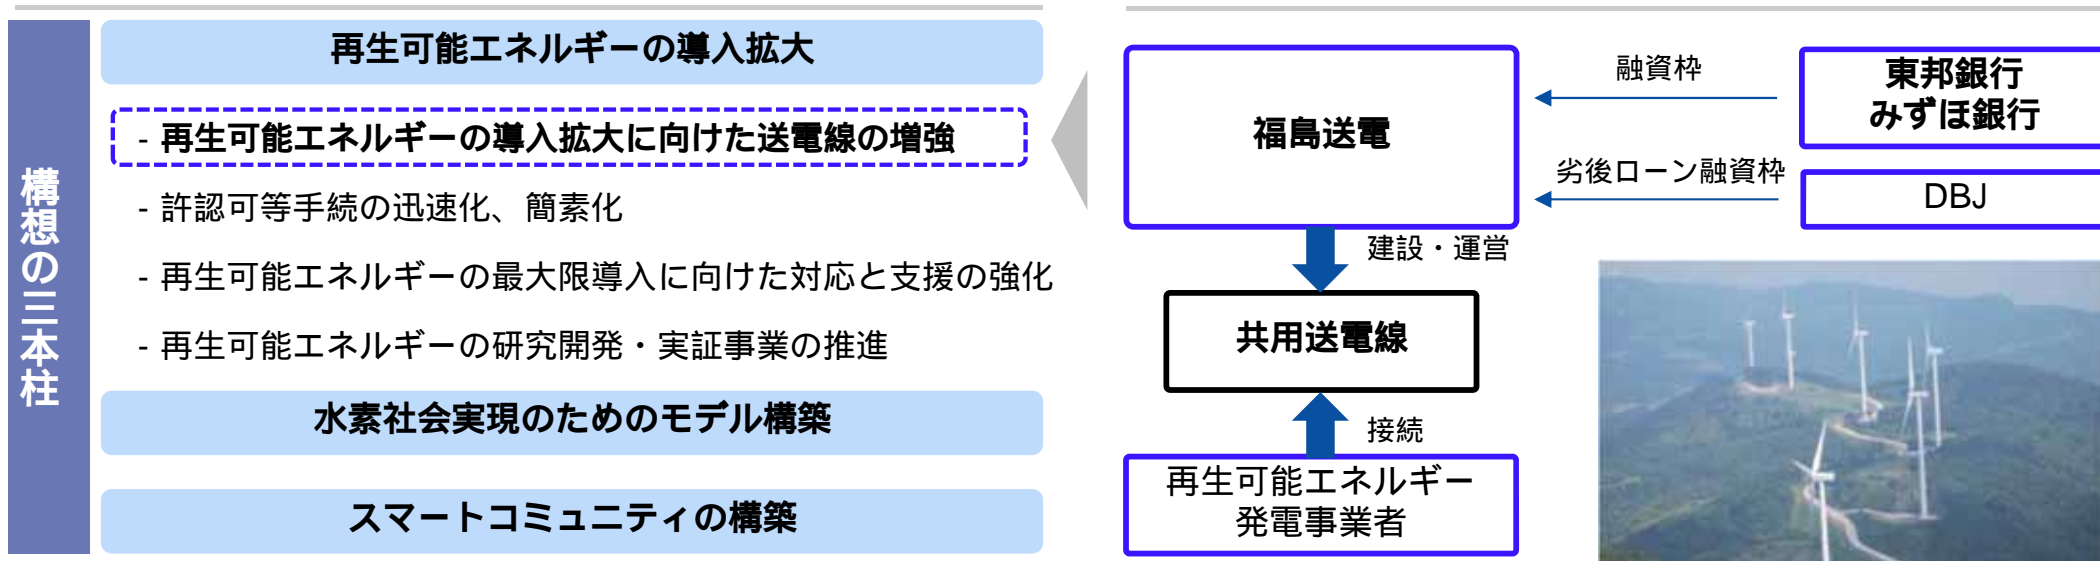 構想の三本柱
再生可能エネルギーの導入拡大
- 再生可能エネルギーの導入拡大に向けた送電線の増強
- 許認可等手続の迅速化、簡素化
- 再生可能エネルギーの最大限導入に向けた対応と支援の強化
- 再生可能エネルギーの研究開発・実証事業の推進
水素社会実現のためのモデル構築
スマートコミュニティの構築
福島送電
融資枠
東邦銀行
みずほ銀行
劣後ローン融資枠
DBJ
建設・運営
共用送電線
接続
再生可能エネルギー
発電事業者